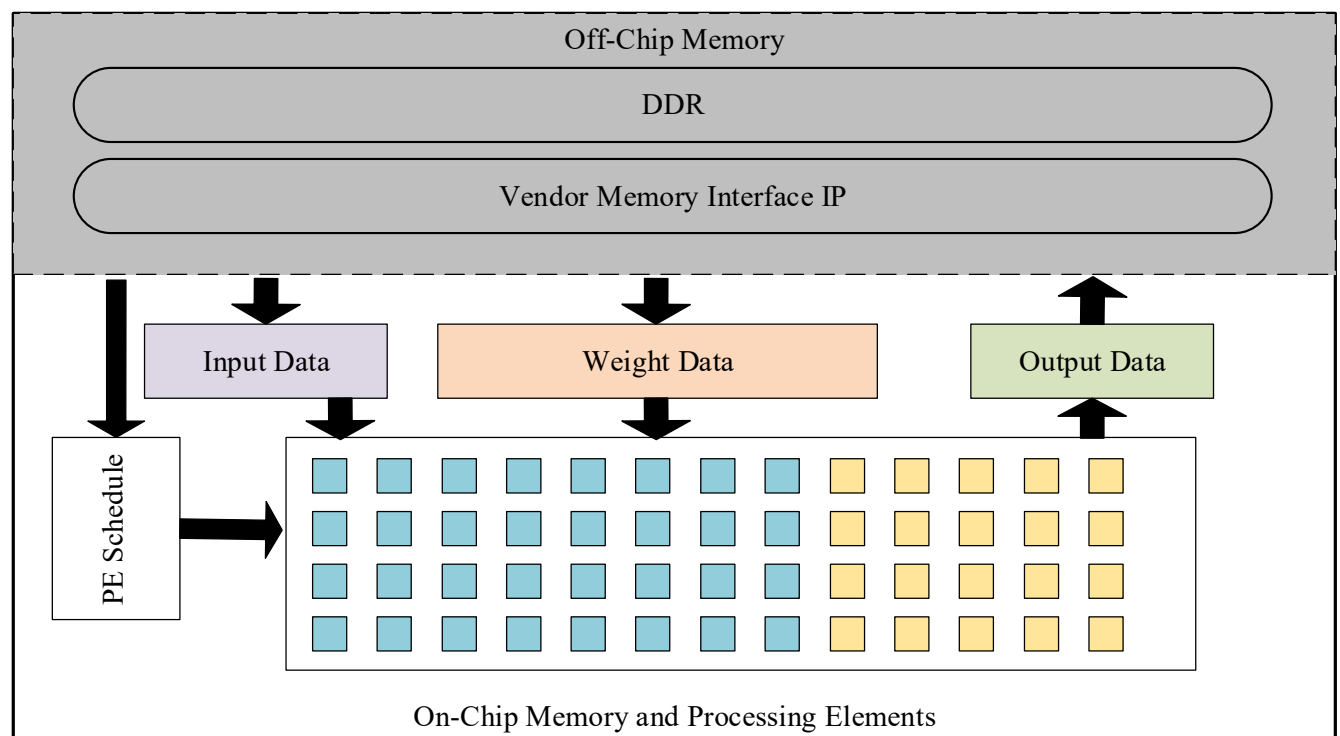 Off-Chip Memory
DDR
Vendor Memory Interface IP
Input Data
Weight Data
Output Data
PE Schedule
On-Chip Memory and Processing Elements